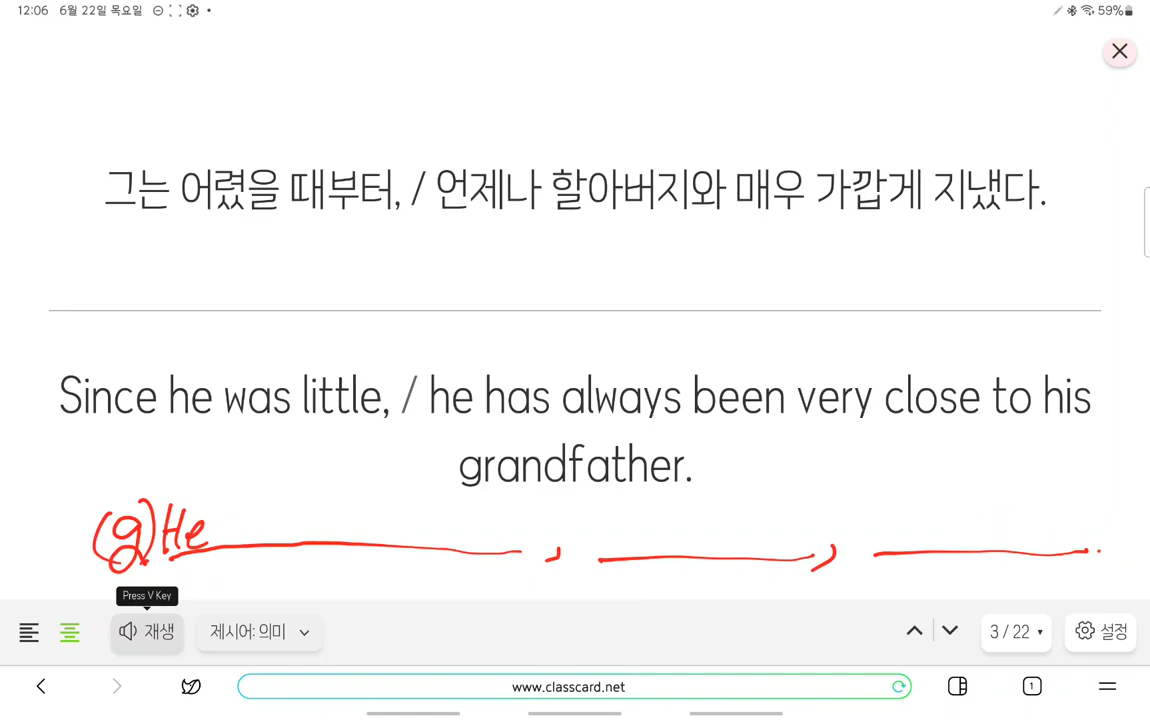 12:06 6월 22일 목요일 59%
그는 어렸을 때부터, / 언제나 할아버지와 매우 가깝게 지냈다.
Since he was little, / he has always been very close to his
grandfather.
(g) He , , .
Press V Key
재생 제시어: 의미 3 / 22 설정
www.classcard.net 1